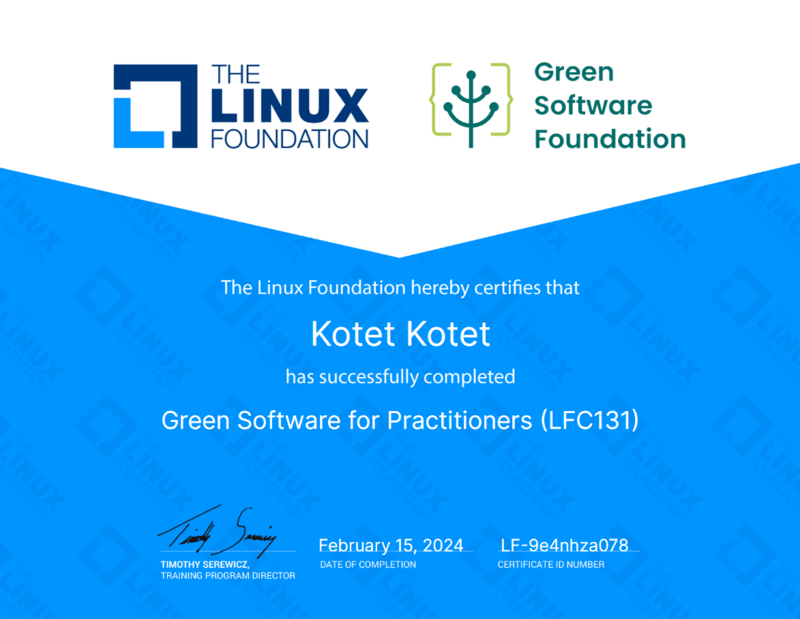 THE
LINUX
FOUNDATION
Green
Software
Foundation
The Linux Foundation hereby certifies that
Kotet Kotet
has successfully completed
Green Software for Practitioners (LFC131)
Timothy Serewicz
TIMOTHY SEREWICZ,
TRAINING PROGRAM DIRECTOR
February 15, 2024
DATE OF COMPLETION
LF-9e4nhza078
CERTIFICATE ID NUMBER